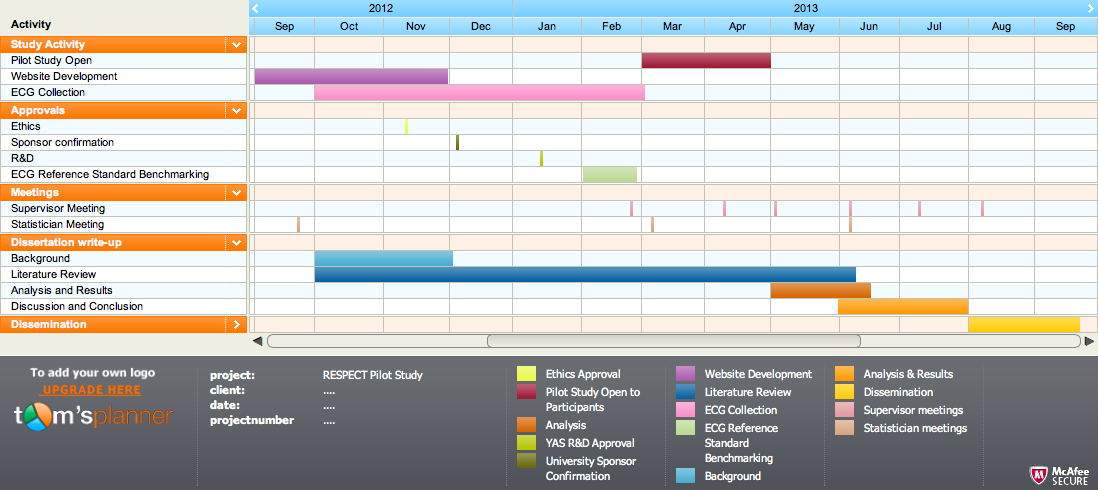 2012 2013
Activity Sep Oct Nov Dec Jan Feb Mar Apr May Jun Jul Aug Sep
Study Activity
Pilot Study Open
Website Development
ECG Collection
Approvals
Ethics
Sponsor confirmation
R&D
ECG Reference Standard Benchmarking
Meetings
Supervisor Meeting
Statistician Meeting
Dissertation write-up
Background
Literature Review
Analysis and Results
Discussion and Conclusion
Dissemination
To add your own logo
UPGRADE HERE
tom'splanner
project: RESPECT Pilot Study
client: ....
date: ....
projectnumber ....
Ethics Approval
Pilot Study Open to
Participants
Analysis
YAS R&D Approval
University Sponsor
Confirmation
Website Development
Literature Review
ECG Collection
ECG Reference
Standard
Benchmarking
Background
Analysis & Results
Dissemination
Supervisor meetings
Statistician meetings
McAfee
SECURE